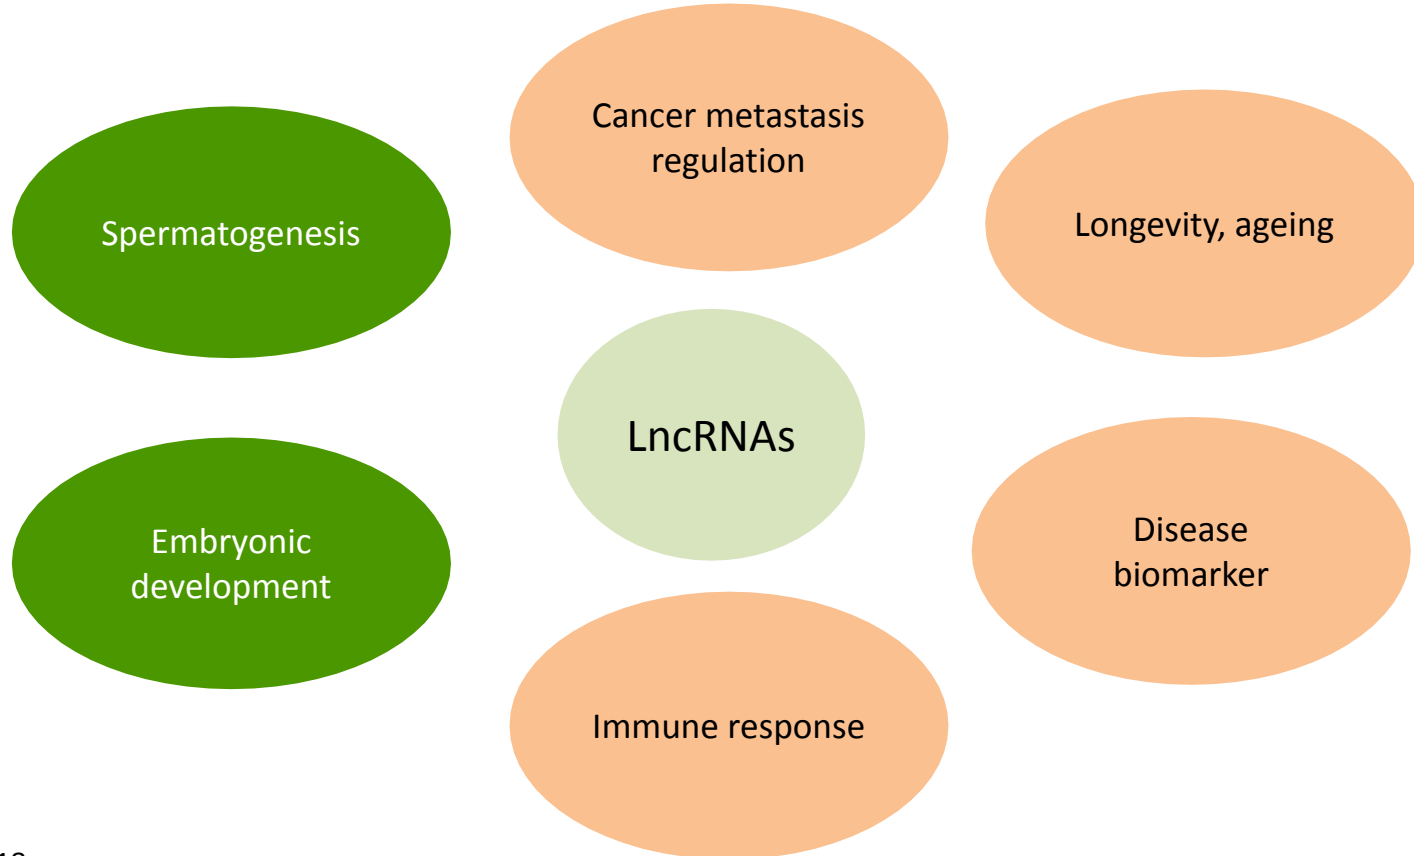 Cancer metastasis
regulation
Spermatogenesis
Longevity, ageing
LncRNAs
Embryonic
development
Disease
biomarker
Immune response